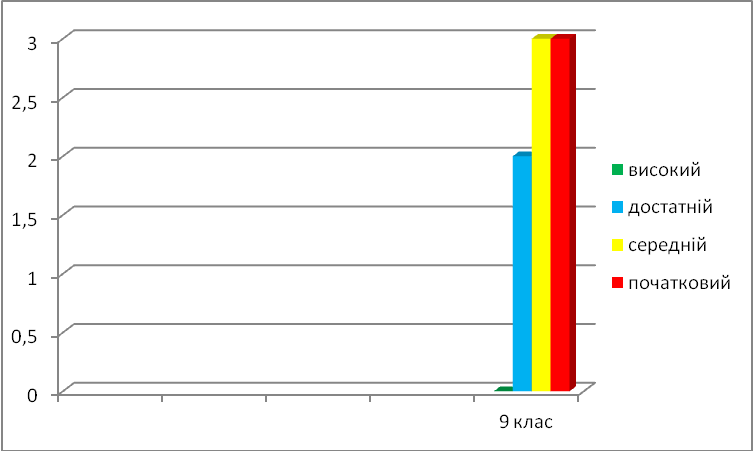 3
2,5
2
1,5
1
0,5
0
9 клас
високий
достатній
середній
початковий